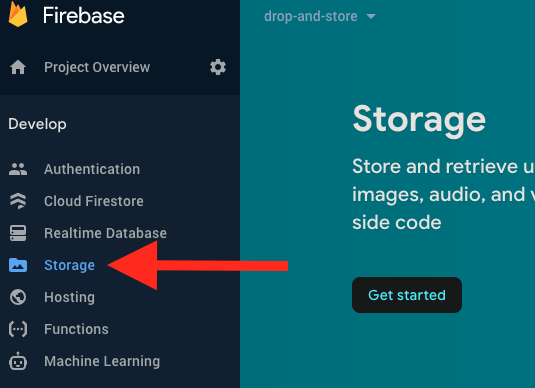 Firebase
drop-and-store
Project Overview
Develop
Authentication
Cloud Firestore
Realtime Database
Storage
Hosting
Functions
Machine Learning
Storage
Store and retrieve u
images, audio, and v
side code
Get started